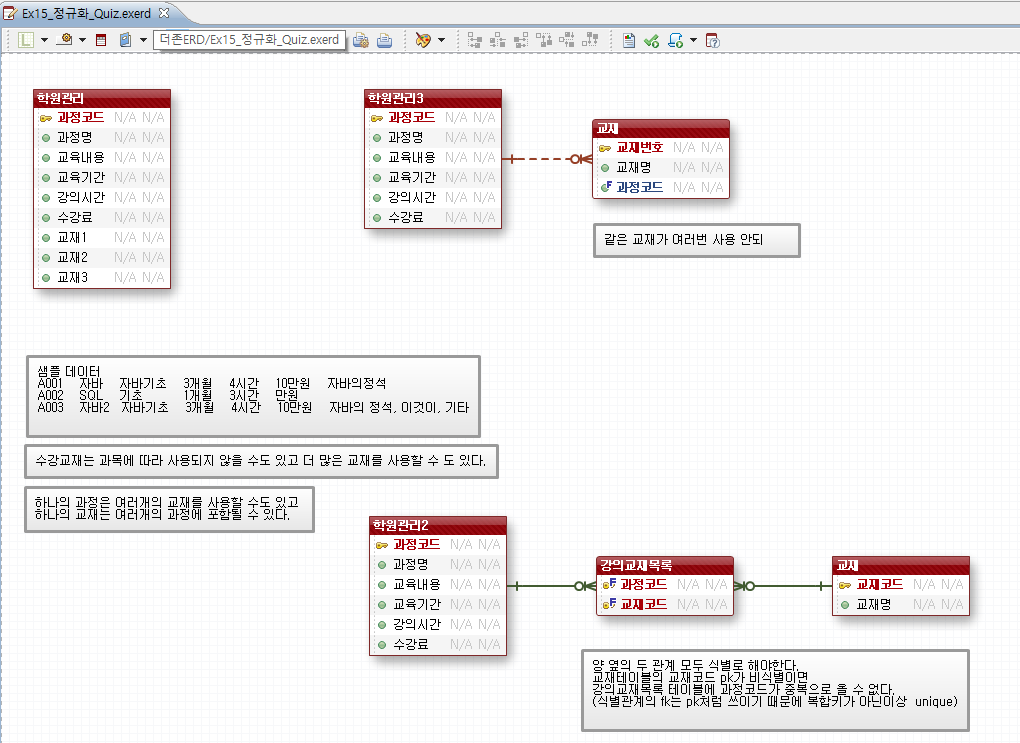 Ex15_정규화_Quiz.exerd
더존ERD/Ex15_정규화_Quiz.exerd
학원관리
과정코드 N/A N/A
과정명 N/A N/A
교육내용 N/A N/A
교육기간 N/A N/A
강의시간 N/A N/A
수강료 N/A N/A
교재1 N/A N/A
교재2 N/A N/A
교재3 N/A N/A
학원관리3
과정코드 N/A N/A
과정명 N/A N/A
교육내용 N/A N/A
교육기간 N/A N/A
강의시간 N/A N/A
수강료 N/A N/A
교재
교재번호 N/A N/A
교재명 N/A N/A
과정코드 N/A N/A
같은 교재가 여러번 사용 안되
샘플 데이터
A001 자바 자바기초 3개월 4시간 10만원 자바의정석
A002 SQL 기초 1개월 3시간 만원
A003 자바2 자바기초 3개월 4시간 10만원 자바의 정석, 이것이, 기타
수강교재는 과목에 따라 사용되지 않을 수도 있고 더 많은 교재를 사용할 수 도 있다.
하나의 과정은 여러개의 교재를 사용할 수도 있고
하나의 교재는 여러개의 과정에 포함될 수 있다.
학원관리2
과정코드 N/A N/A
과정명 N/A N/A
교육내용 N/A N/A
교육기간 N/A N/A
강의시간 N/A N/A
수강료 N/A N/A
강의교재목록
과정코드 N/A N/A
교재코드 N/A N/A
교재
교재코드 N/A N/A
교재명 N/A N/A
양 옆의 두 관계 모두 식별로 해야한다.
교재테이블의 교재코드 pk가 비식별이면
강의교재목록 테이블에 과정코드가 중복으로 올 수 없다.
(식별관계의 fk는 pk처럼 쓰이기 때문에 복합키가 아닌이상 unique)